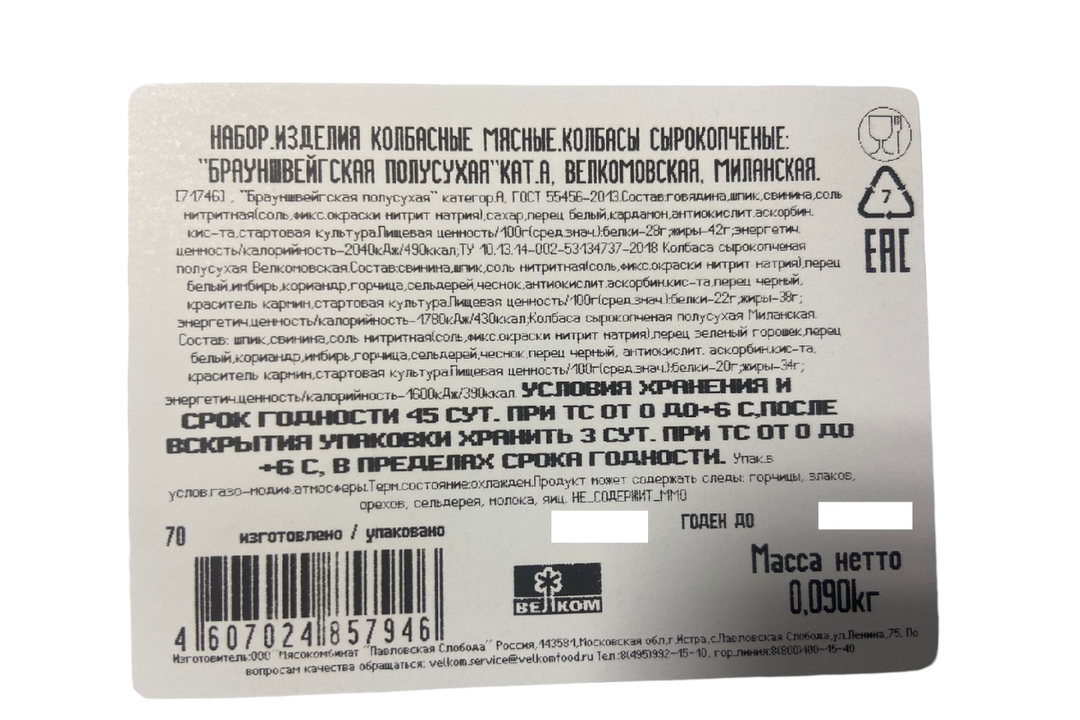 НАБОР.ИЗДЕЛИЯ КОЛБАСНЫЕ МЯСНЫЕ.КОЛБАСЫ СЫРОКОПЧЕНЫЕ:
"БРАУНШВЕЙГСКАЯ ПОЛУСУХАЯ"КАТ.А, ВЕЛКОМОВСКАЯ, МИЛАНСКАЯ.
[71746] , "Брауншвейгская полусухая" категор.А, ГОСТ 55456-2013.Состав:говядина,шпик,свинина,соль
нитритная(соль,фикс.окраски нитрит натрия),сахар,перец белый,кардамон,антиокислит.аскорбин.
кис-та,стартовая культура.Пищевая ценность/100г(сред.знач.):белки-28г;жиры-42г;энергетич.
ценность/калорийность-2040кДж/490ккал,ТУ 10.13.14-002-53134737-2018 Колбаса сырокопченая
полусухая Велкомовская.Состав:свинина,шпик,соль нитритная(соль,фикс.окраски нитрит натрия),перец
белый,имбирь,кориандр,горчица,сельдерей,чеснок,антиокислит.аскорбин.кис-та,перец черный,
краситель кармин,стартовая культура.Пищевая ценность/100г(сред.знач.):белки-22г;жиры-38г;
энергетич.ценность/калорийность-1780кДж/430ккал;Колбаса сырокопченая полусухая Миланская.
Состав: шпик,свинина,соль нитритная(соль,фикс.окраски нитрит натрия),перец зеленый горошек,перец
белый,кориандр,имбирь,горчица,сельдерей,чеснок,перец черный, антиокислит. аскорбин.кис-та,
краситель кармин,стартовая культура.Пищевая ценность/100г(сред.знач.):белки-20г;жиры-34г;
энергетич.ценность/калорийность-1600кДж/390ккал. УСЛОВИЯ ХРАНЕНИЯ И
СРОК ГОДНОСТИ 45 СУТ. ПРИ ТС ОТ 0 ДО+6 С,ПОСЛЕ
ВСКРЫТИЯ УПАКОВКИ ХРАНИТЬ 3 СУТ. ПРИ ТС ОТ 0 ДО
+6 С, В ПРЕДЕЛАХ СРОКА ГОДНОСТИ. Упак.в
услов.газо-модиф.атмосферы.Терм.состояние:охлажден.Продукт может содержать следы: горчицы, злаков,
орехов, сельдерея, молока, яиц. НЕ_СОДЕРЖИТ_ГМО
7
EAC
70 изготовлено / упаковано
ГОДЕН ДО
Масса нетто
0,090кг
ВЕЛКОМ
4 607024 857946
Изготовитель:ООО "Мясокомбинат "Павловская Слобода" Россия,143581,Московская обл,г.Истра,с.Павловская Слобода,ул.Ленина,75. По
вопросам качества обращаться: velkom.service@velkomfood.ru Тел.:8(495)992-15-10, гор.линия:8(800)100-15-40